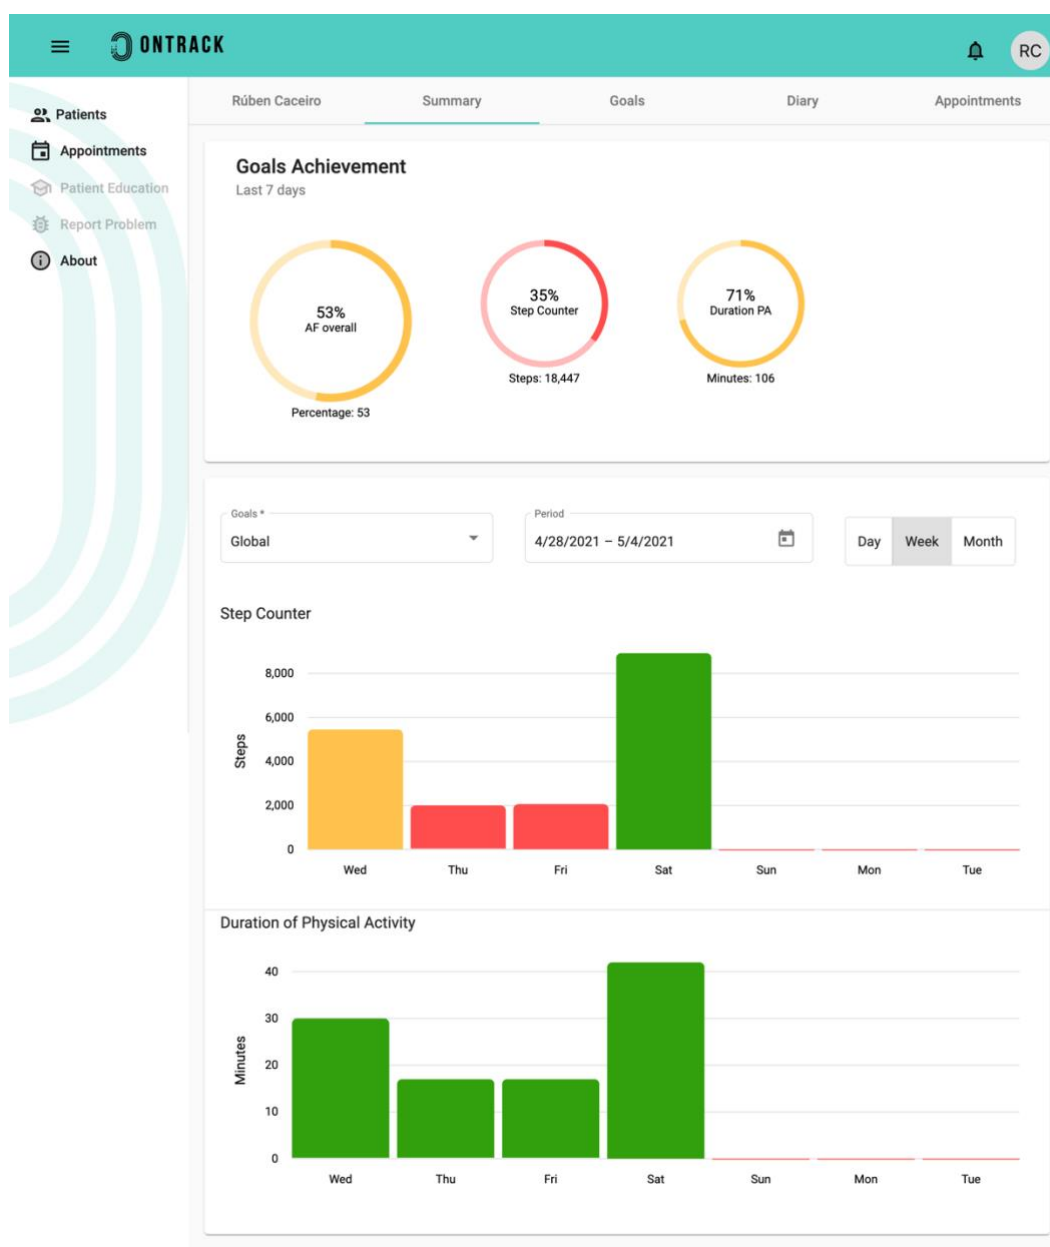 ONTRACK
RC
Patients
Appointments
Patient Education
Report Problem
About
Rúben Caceiro Summary Goals Diary Appointments
Goals Achievement
Last 7 days
53%
AF overall
Percentage: 53
35%
Step Counter
Steps: 18,447
71%
Duration PA
Minutes: 106
Goals *
Global
Period
4/28/2021 – 5/4/2021
Day Week Month
Step Counter
Steps
8,000
6,000
4,000
2,000
0
Wed Thu Fri Sat Sun Mon Tue
Duration of Physical Activity
Minutes
40
30
20
10
0
Wed Thu Fri Sat Sun Mon Tue